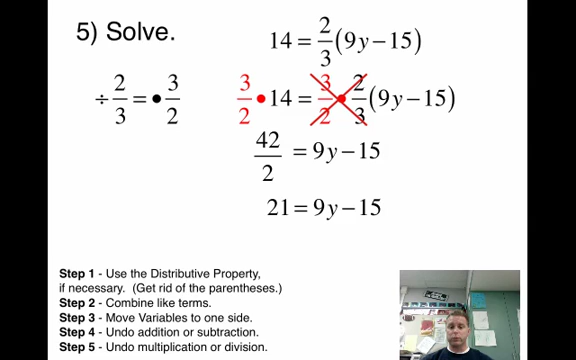 5) Solve.
14 = 2/3 (9y − 15)
÷ 2/3 = • 3/2
3/2 • 14 = 3/2 • 2/3 (9y − 15)
42/2 = 9y − 15
21 = 9y − 15
Step 1 - Use the Distributive Property,
if necessary. (Get rid of the parentheses.)
Step 2 - Combine like terms.
Step 3 - Move Variables to one side.
Step 4 - Undo addition or subtraction.
Step 5 - Undo multiplication or division.